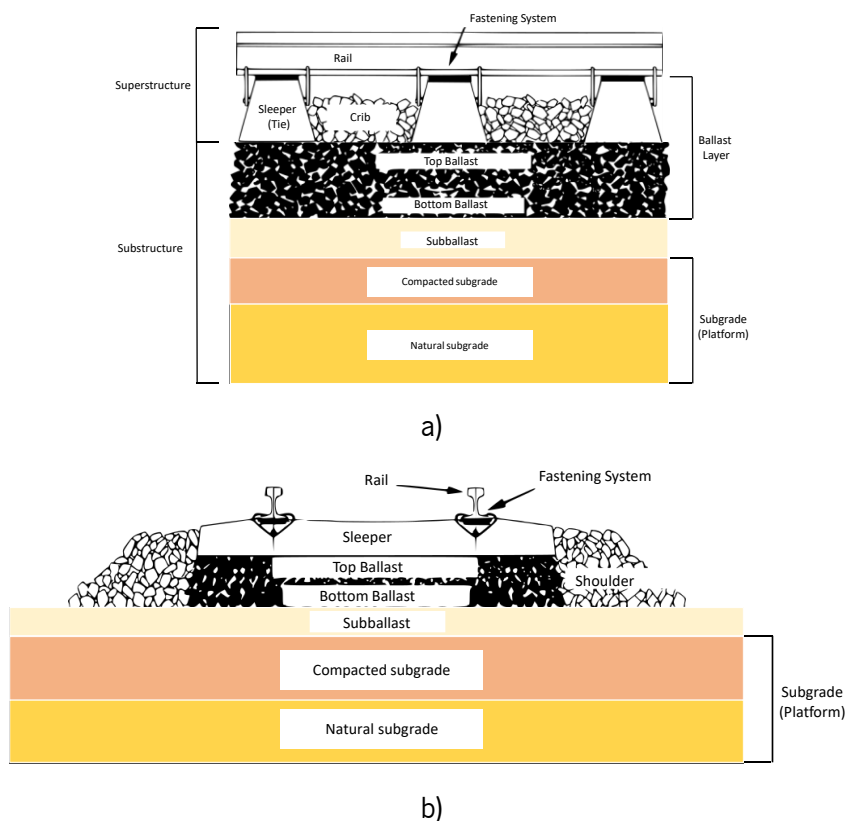 Fastening System
Rail
Superstructure
Sleeper
(Tie)
Crib
Ballast
Layer
Top Ballast
Bottom Ballast
Substructure
Subballast
Compacted subgrade
Subgrade
(Platform)
Natural subgrade
a)
Rail
Fastening System
Sleeper
Top Ballast
Shoulder
Bottom Ballast
Subballast
Compacted subgrade
Subgrade
(Platform)
Natural subgrade
b)